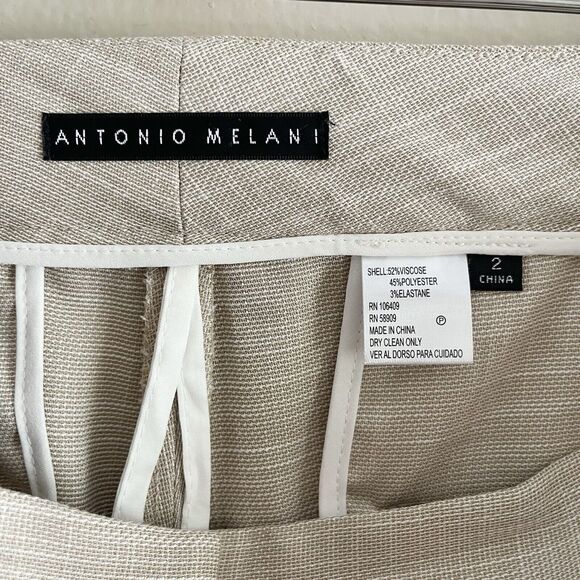 ANTONIO MELANI
SHELL:52%VISCOSE
45%POLYESTER
3%ELASTANE
RN 106409
RN 58909
MADE IN CHINA
DRY CLEAN ONLY
VER AL DORSO PARA CUIDADO
P
2
CHINA